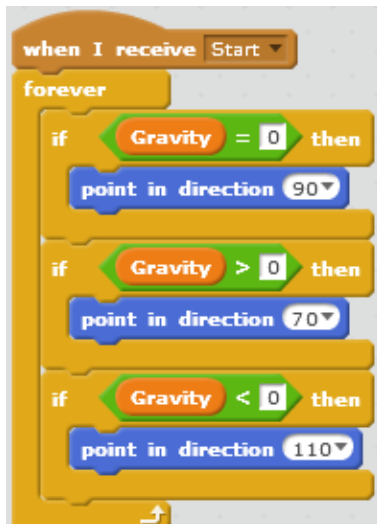 when I receive Start
forever
if Gravity = 0 then
point in direction 90
if Gravity > 0 then
point in direction 70
if Gravity < 0 then
point in direction 110